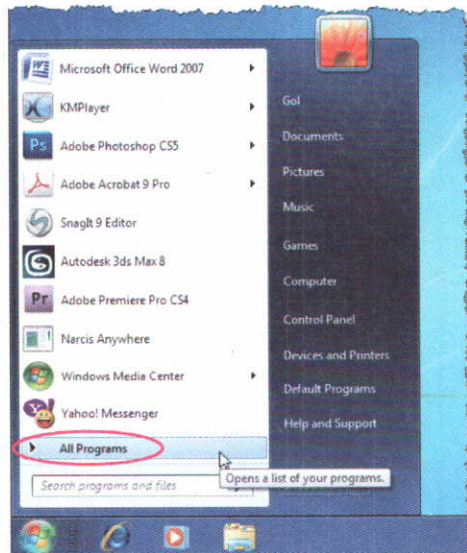 Microsoft Office Word 2007
KMPlayer
Adobe Photoshop CS5
Adobe Acrobat 9 Pro
SnagIt 9 Editor
Autodesk 3ds Max 8
Adobe Premiere Pro CS4
Narcis Anywhere
Windows Media Center
Yahoo! Messenger
All Programs
Search programs and files
Opens a list of your programs.
Gol
Documents
Pictures
Music
Games
Computer
Control Panel
Devices and Printers
Default Programs
Help and Support
Ps
Pr